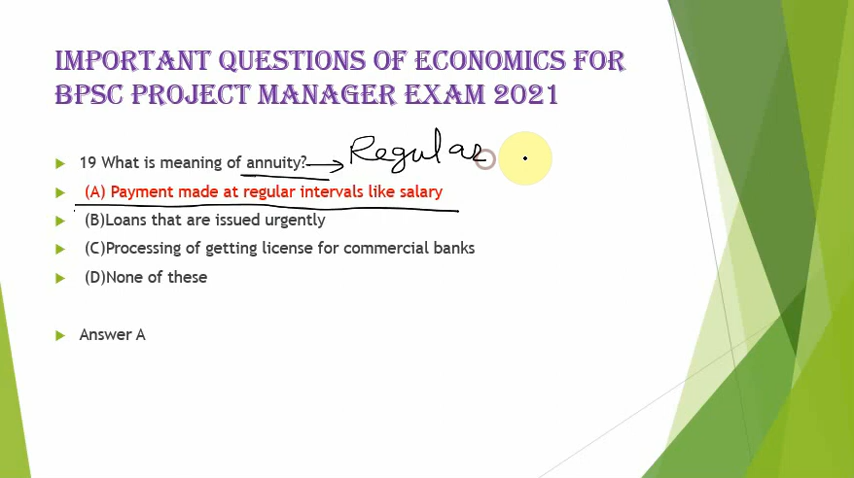 IMPORTANT QUESTIONS OF ECONOMICS FOR
BPSC PROJECT MANAGER EXAM 2021
19 What is meaning of annuity? Regular
(A) Payment made at regular intervals like salary
(B)Loans that are issued urgently
(C)Processing of getting license for commercial banks
(D)None of these
Answer A